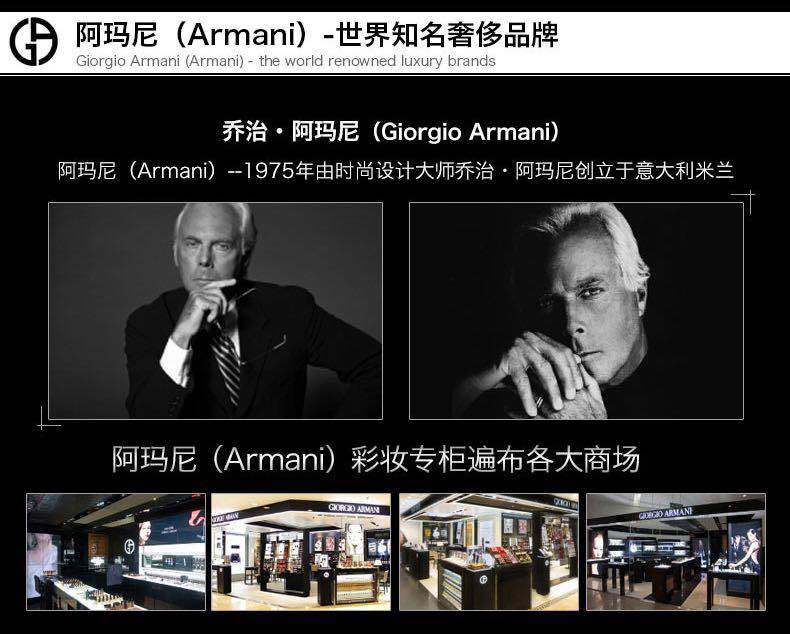 阿玛尼（Armani）-世界知名奢侈品牌
Giorgio Armani (Armani) - the world renowned luxury brands
乔治·阿玛尼（Giorgio Armani）
阿玛尼（Armani）--1975年由时尚设计大师乔治·阿玛尼创立于意大利米兰
阿玛尼（Armani）彩妆专柜遍布各大商场
GIORGIO ARMANI
GIORGIO ARMANI
GIORGIO ARMANI